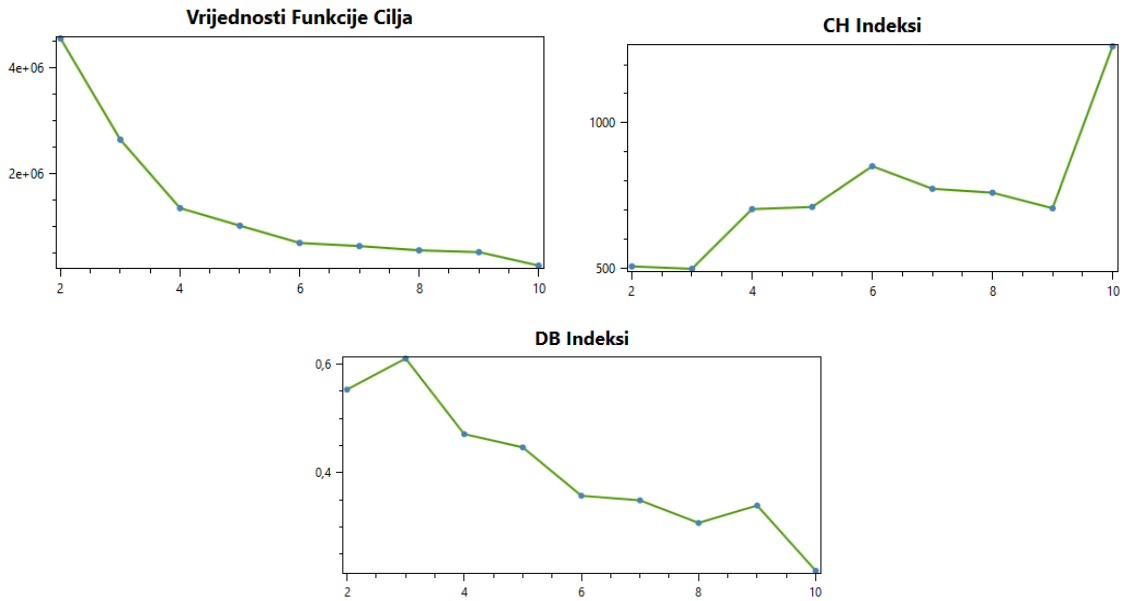 Vrijednosti Funkcije Cilja
4e+06
2e+06
2 4 6 8 10
CH Indeksi
1000
500
2 4 6 8 10
DB Indeksi
0,6
0,4
2 4 6 8 10